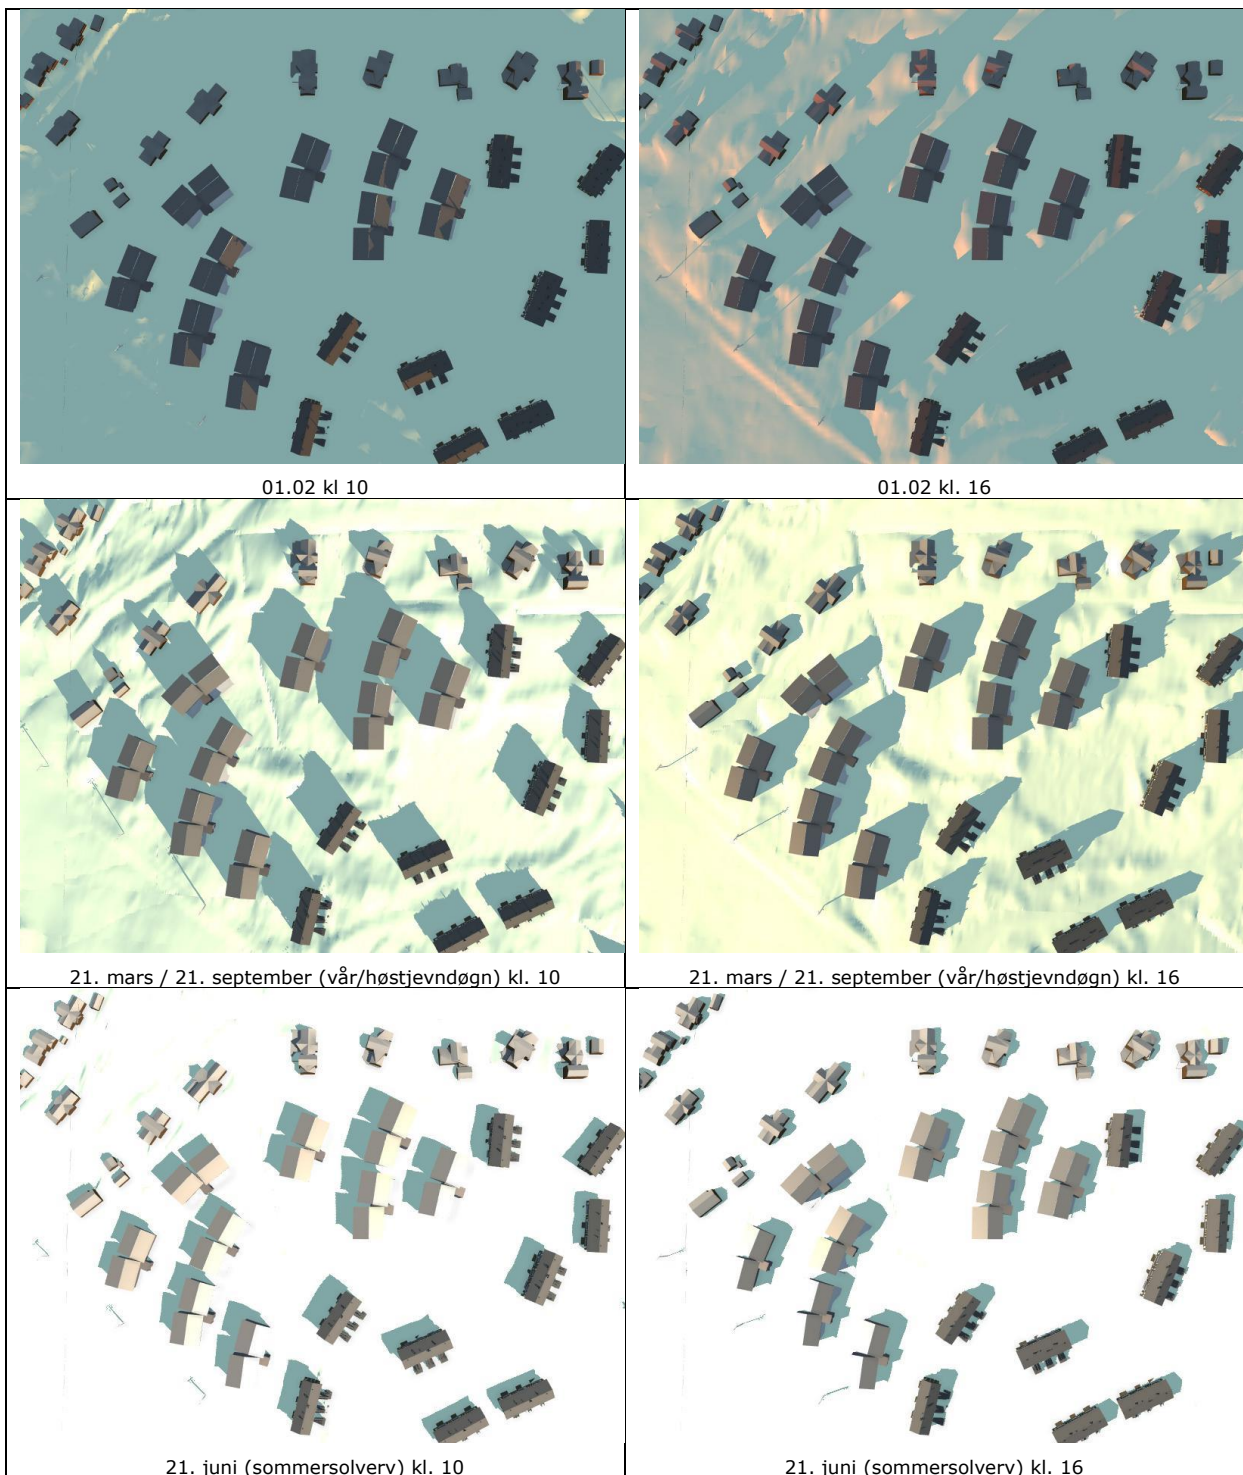 01.02 kl 10
01.02 kl. 16
21. mars / 21. september (vår/høstjevndøgn) kl. 10
21. mars / 21. september (vår/høstjevndøgn) kl. 16
21. juni (sommersolverv) kl. 10
21. juni (sommersolverv) kl. 16